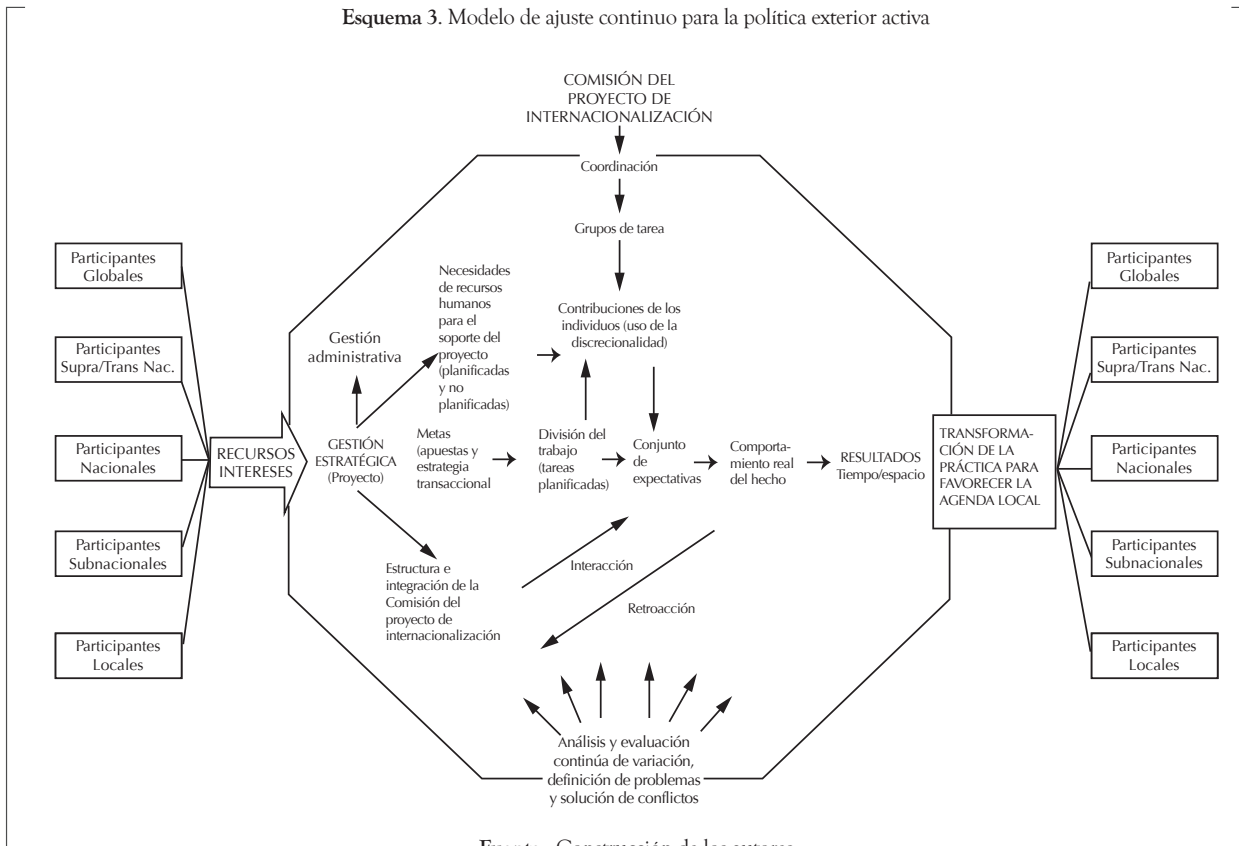 Esquema 3. Modelo de ajuste continuo para la política exterior activa
COMISIÓN DEL
PROYECTO DE
INTERNACIONALIZACIÓN
Coordinación
Grupos de tarea
Participantes
Globales
Participantes
Supra/Trans Nac.
Participantes
Nacionales
Participantes
Subnacionales
Participantes
Locales
RECURSOS
INTERESES
Gestión
administrativa
Necesidades
de recursos
humanos
para el
soporte del
proyecto
(planificadas
y no
planificadas)
Contribuciones de los
individuos (uso de la
discrecionalidad)
GESTIÓN
ESTRATÉGICA
(Proyecto)
Metas
(apuestas y
estrategia
transaccional
División del
trabajo
(tareas
planificadas)
Conjunto
de
expectativas
Comporta-
miento real
del hecho
RESULTADOS
Tiempo/espacio
TRANSFORMA-
CIÓN DE LA
PRÁCTICA PARA
FAVORECER LA
AGENDA LOCAL
Estructura e
integración de la
Comisión del
proyecto de
internacionalización
Interacción
Retroacción
Análisis y evaluación
continúa de variación,
definición de problemas
y solución de conflictos
Participantes
Globales
Participantes
Supra/Trans Nac.
Participantes
Nacionales
Participantes
Subnacionales
Participantes
Locales
Construcción de los autores